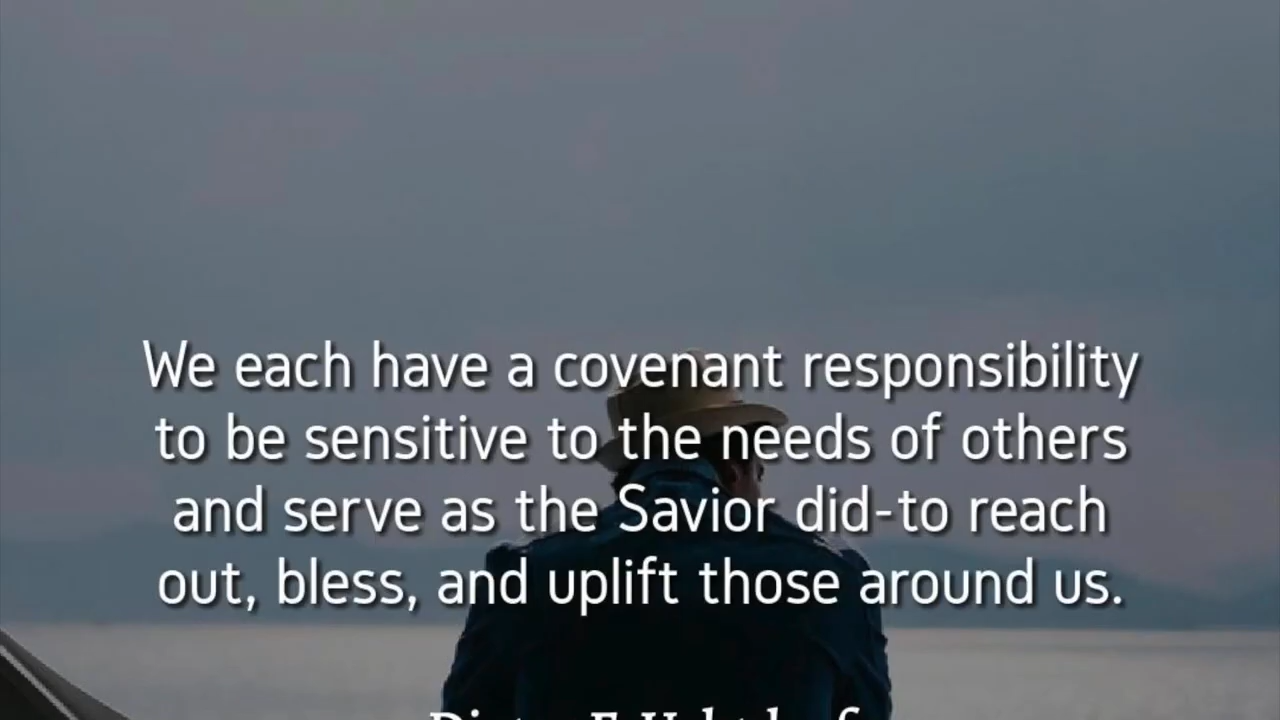 We each have a covenant responsibility
to be sensitive to the needs of others
and serve as the Savior did-to reach
out, bless, and uplift those around us.